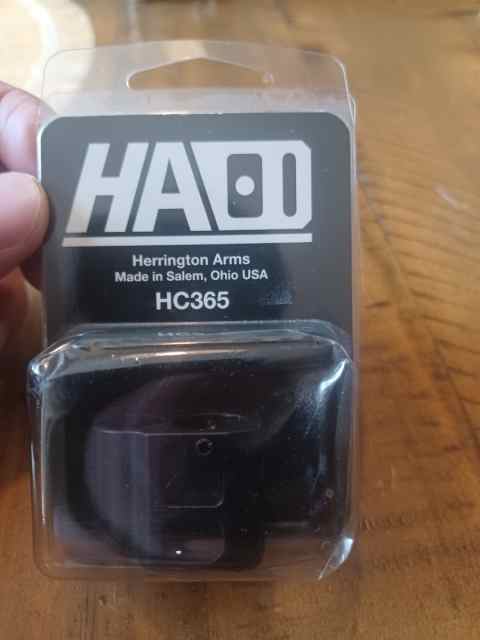 HA
Herrington Arms
Made in Salem, Ohio USA
HC365